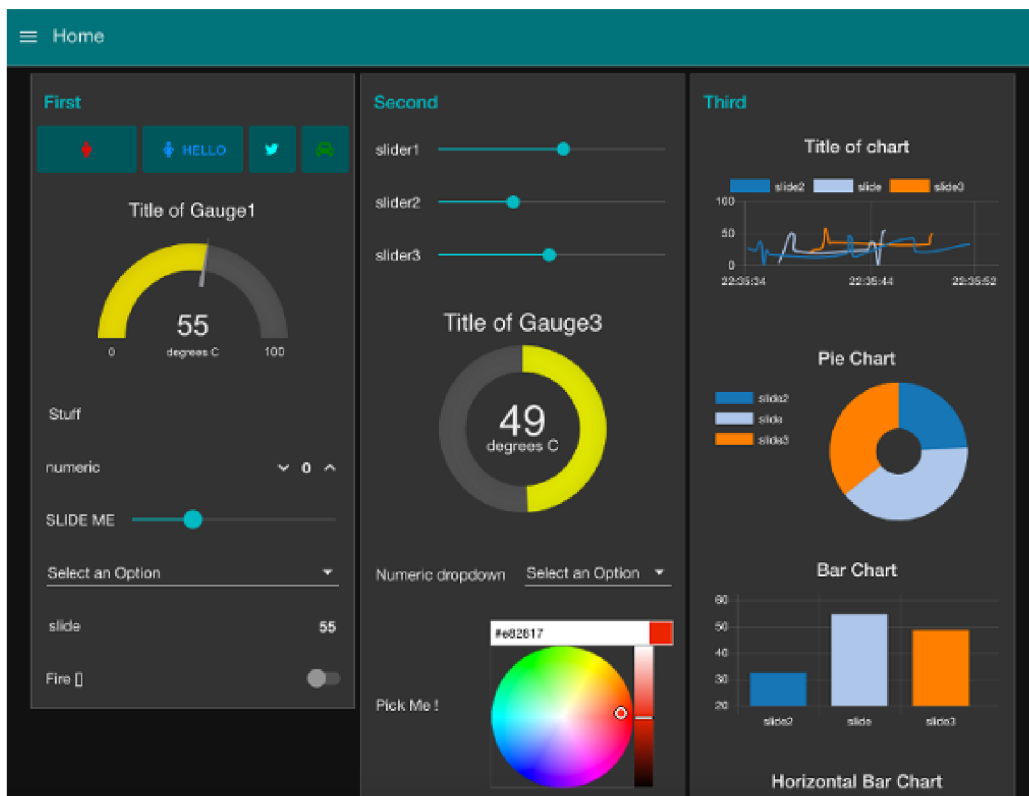 Home
First
HELLO
Title of Gauge1
55
0
degrees C
100
Stuff
numeric
0
SLIDE ME
Select an Option
slide
55
Fire []
Second
slider1
slider2
slider3
Title of Gauge3
49
degrees C
Numeric dropdown
Select an Option
#e82817
Pick Me !
Third
Title of chart
slide2 slide slide3
100
50
0
22:35:34 22:35:44 22:35:52
Pie Chart
slide2
slide
slide3
Bar Chart
60
50
40
30
20
slide2 slide slide3
Horizontal Bar Chart